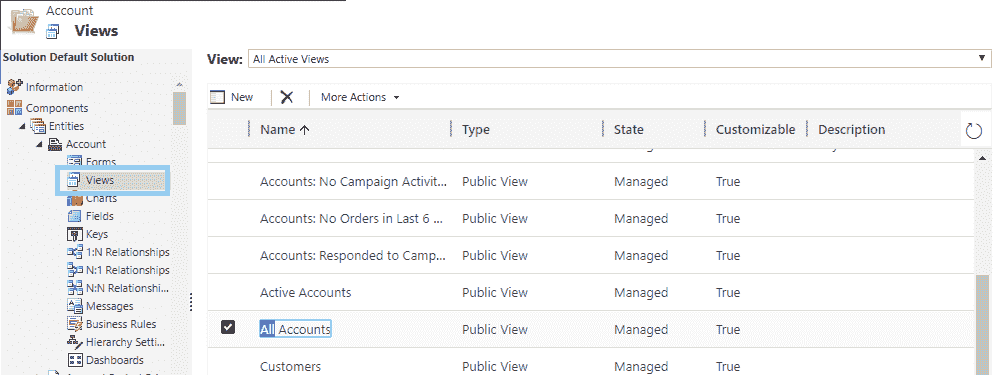 Account
Views
Solution Default Solution
Information
Components
Entities
Account
Forms
Views
Charts
Fields
Keys
1:N Relationships
N:1 Relationships
N:N Relationshi...
Messages
Business Rules
Hierarchy Setti...
Dashboards
View: All Active Views
New More Actions
Name Type State Customizable Description
Accounts: No Campaign Activit... Public View Managed True
Accounts: No Orders in Last 6 ... Public View Managed True
Accounts: Responded to Camp... Public View Managed True
Active Accounts Public View Managed True
All Accounts Public View Managed True
Customers Public View Managed True